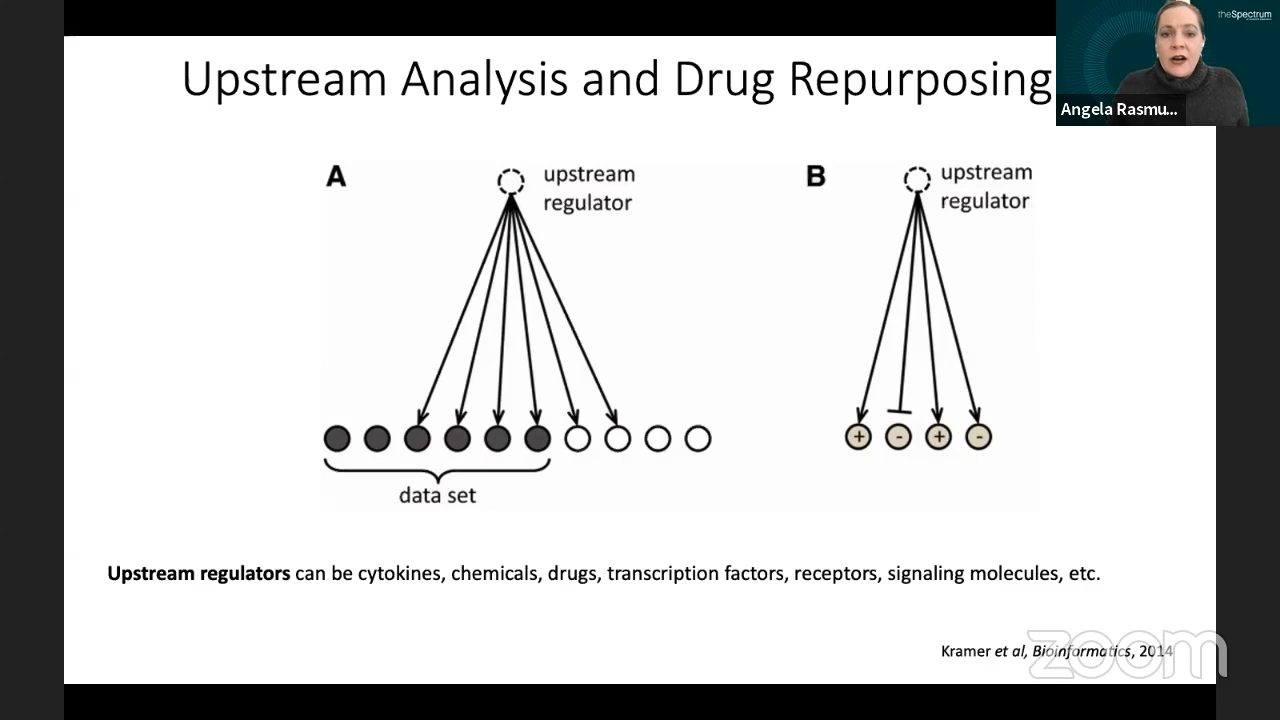 theSpectrum
Upstream Analysis and Drug Repurposing
Angela Rasmu...
A
upstream
regulator
B
upstream
regulator
+
-
+
-
data set
Upstream regulators can be cytokines, chemicals, drugs, transcription factors, receptors, signaling molecules, etc.
Kramer et al, Bioinformatics, 2014
zoom